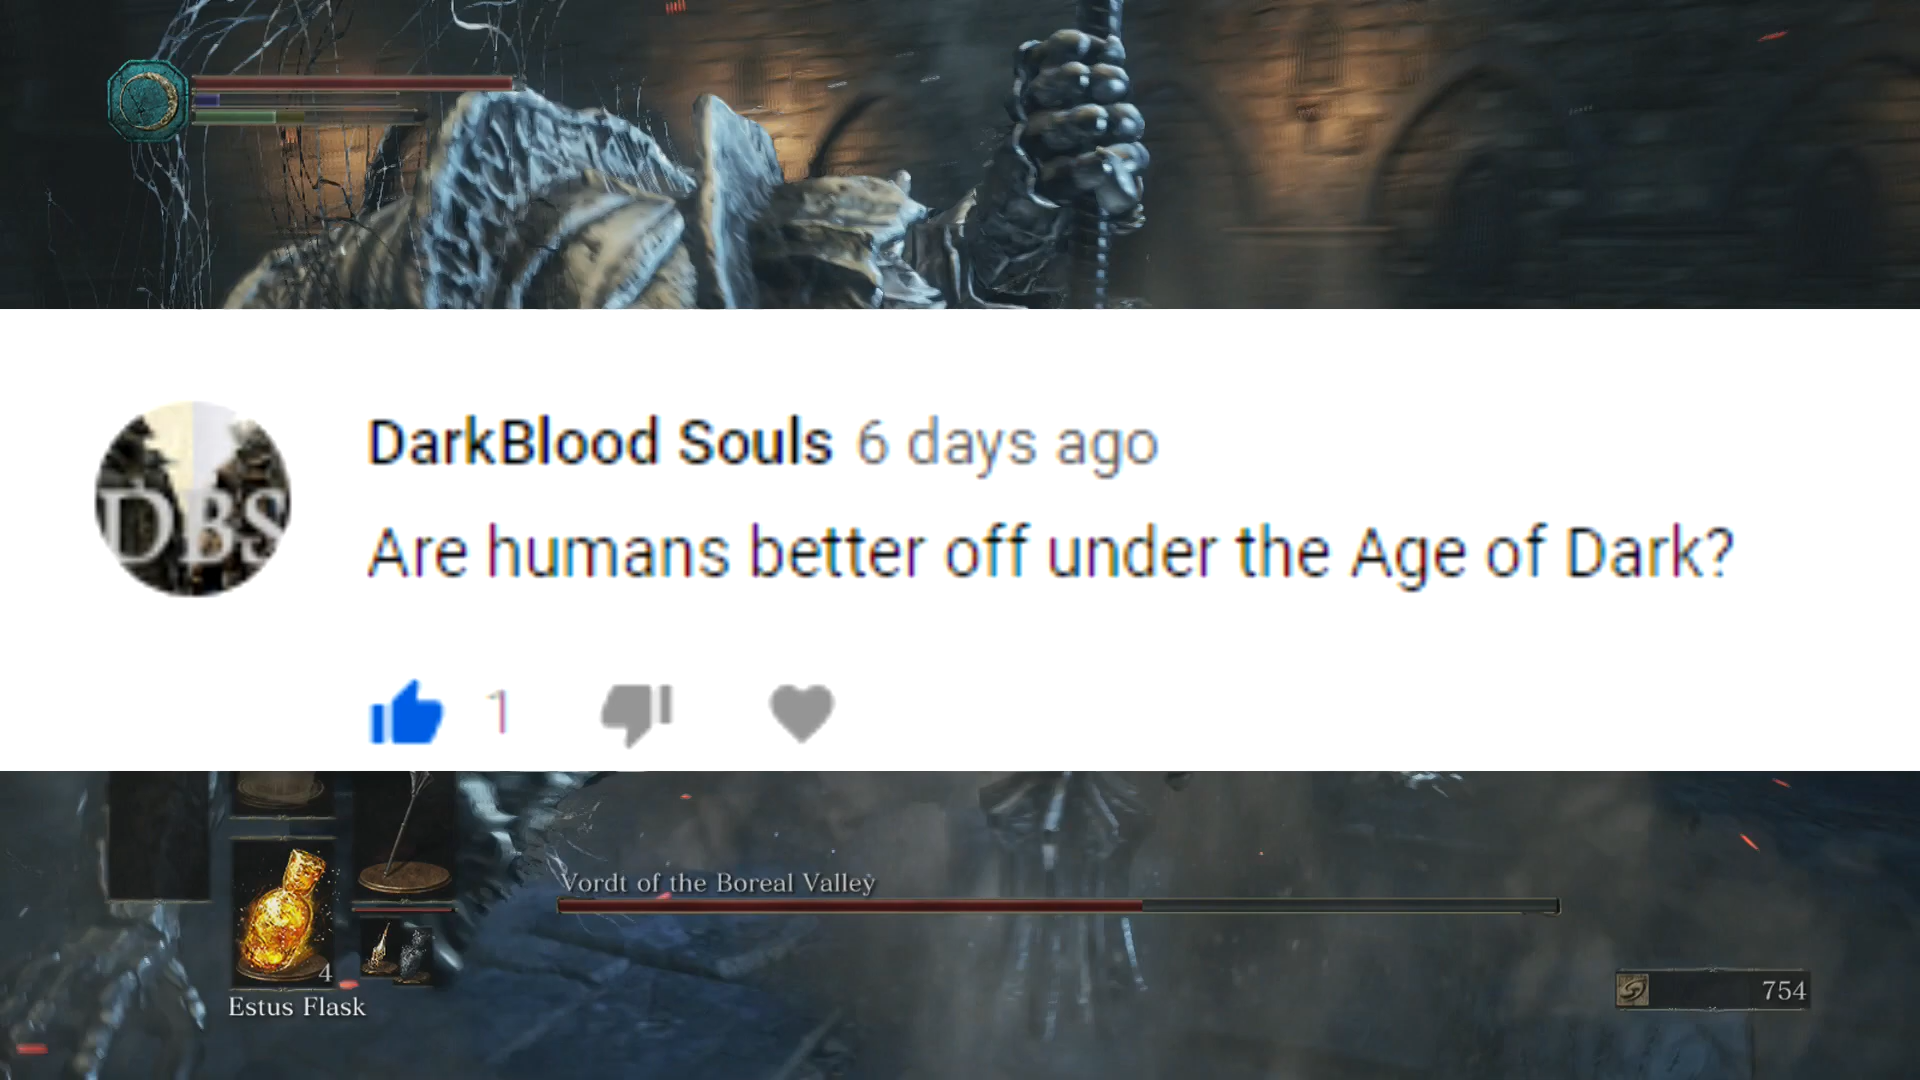 DBS
DarkBlood Souls 6 days ago
Are humans better off under the Age of Dark?
1
Vordt of the Boreal Valley
4
Estus Flask
754